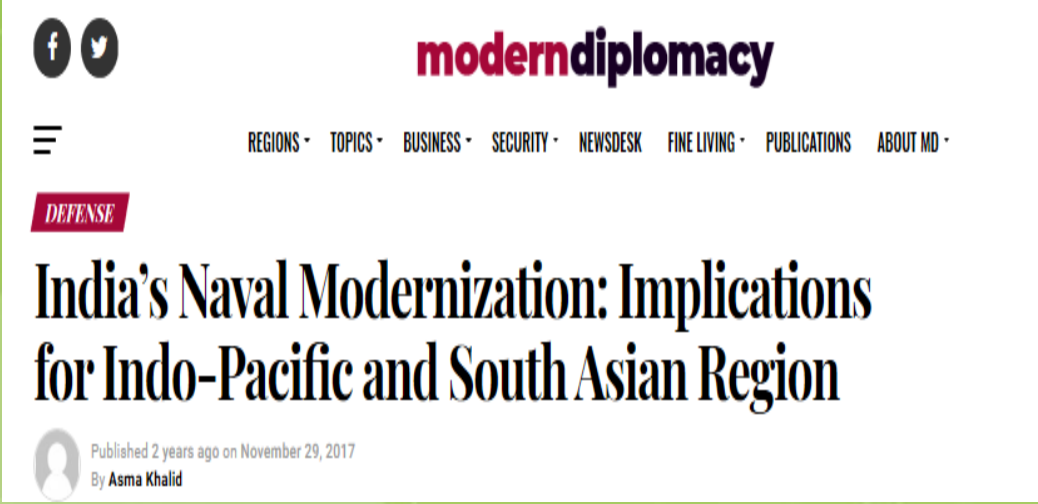 moderndiplomacy
REGIONS TOPICS BUSINESS SECURITY NEWSDESK FINE LIVING PUBLICATIONS ABOUT MD
DEFENSE
India’s Naval Modernization: Implications
for Indo-Pacific and South Asian Region
Published 2 years ago on November 29, 2017
By Asma Khalid